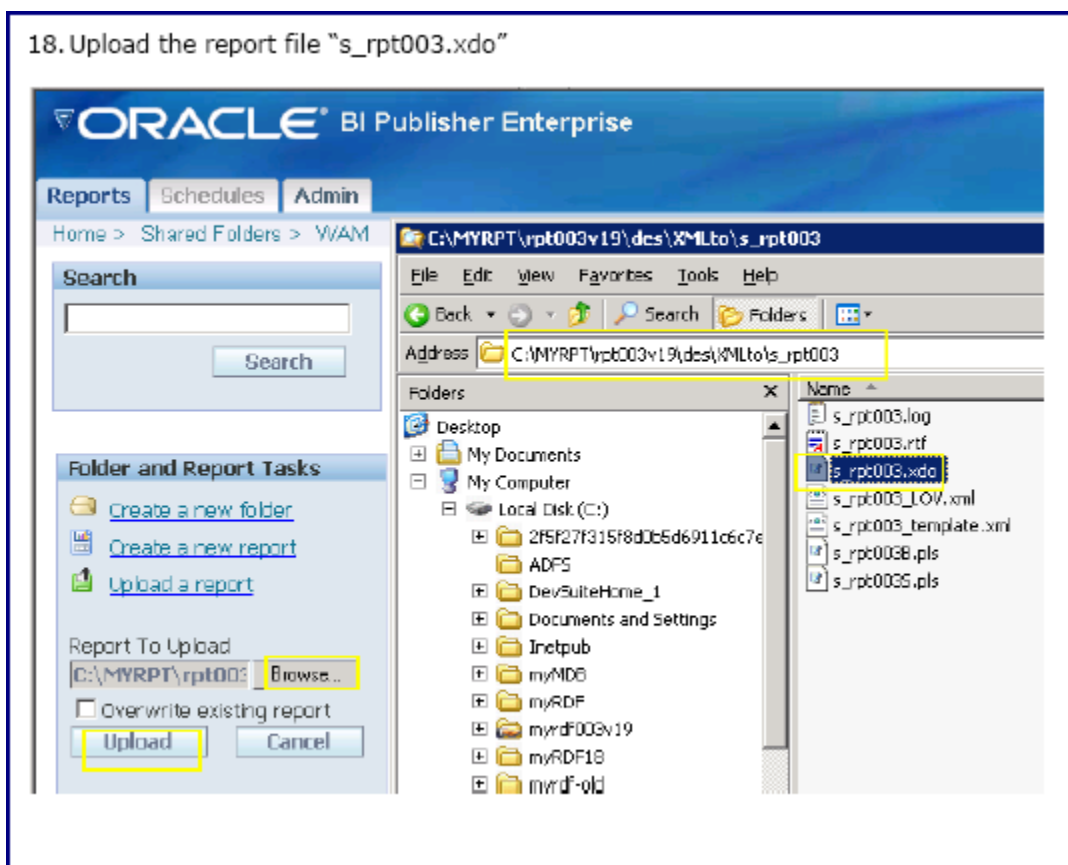 18. Upload the report file “s_rpt003.xdo”
ORACLE BI Publisher Enterprise
Reports Schedules Admin
Home > Shared Folders > WAM
Search
Search
Folder and Report Tasks
Create a new folder
Create a new report
Upload a report
Report To Upload
C:\MYRPT\rpt003 Browse...
Overwrite existing report
Upload Cancel
C:\MYRPT\rpt003v19\des\XMLto\s_rpt003
File Edit View Favorites Tools Help
Back Search Folders
Address C:\MYRPT\rpt003v19\des\XMLto\s_rpt003
Folders x
Desktop
My Documents
My Computer
Local Disk (C:)
2f5f27f315f8d0b5d6911c6c7e
ADFS
DevSuiteHome_1
Documents and Settings
Inetpub
myMDB
myRDF
myrdf003v19
myRDF18
myrdf-old
Name
s_rpt003.log
s_rpt003.rtf
s_rpt003.xdo
s_rpt003_LOV.xml
s_rpt003_template.xml
s_rpt003B.pls
s_rpt003S.pls